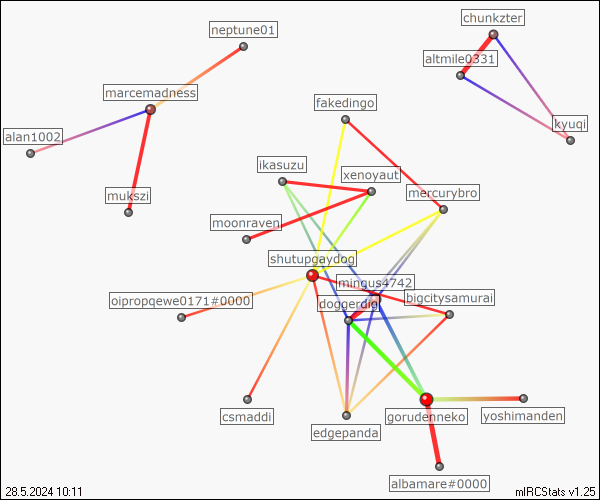 chunkzter
neptune01
altmile0331
marcemadness
fakedingo
kyuqi
alan1002
ikasuzu
xenoyaut
mukszi
mercurybro
moonraven
shutupgaydog
mingus4742
oipropqewe0171#0000
doggerdig
bigcitysamurai
csmaddi
edgepanda
gorudenneko
yoshimanden
albamare#0000
28.5.2024 10:11
mIRCStats v1.25